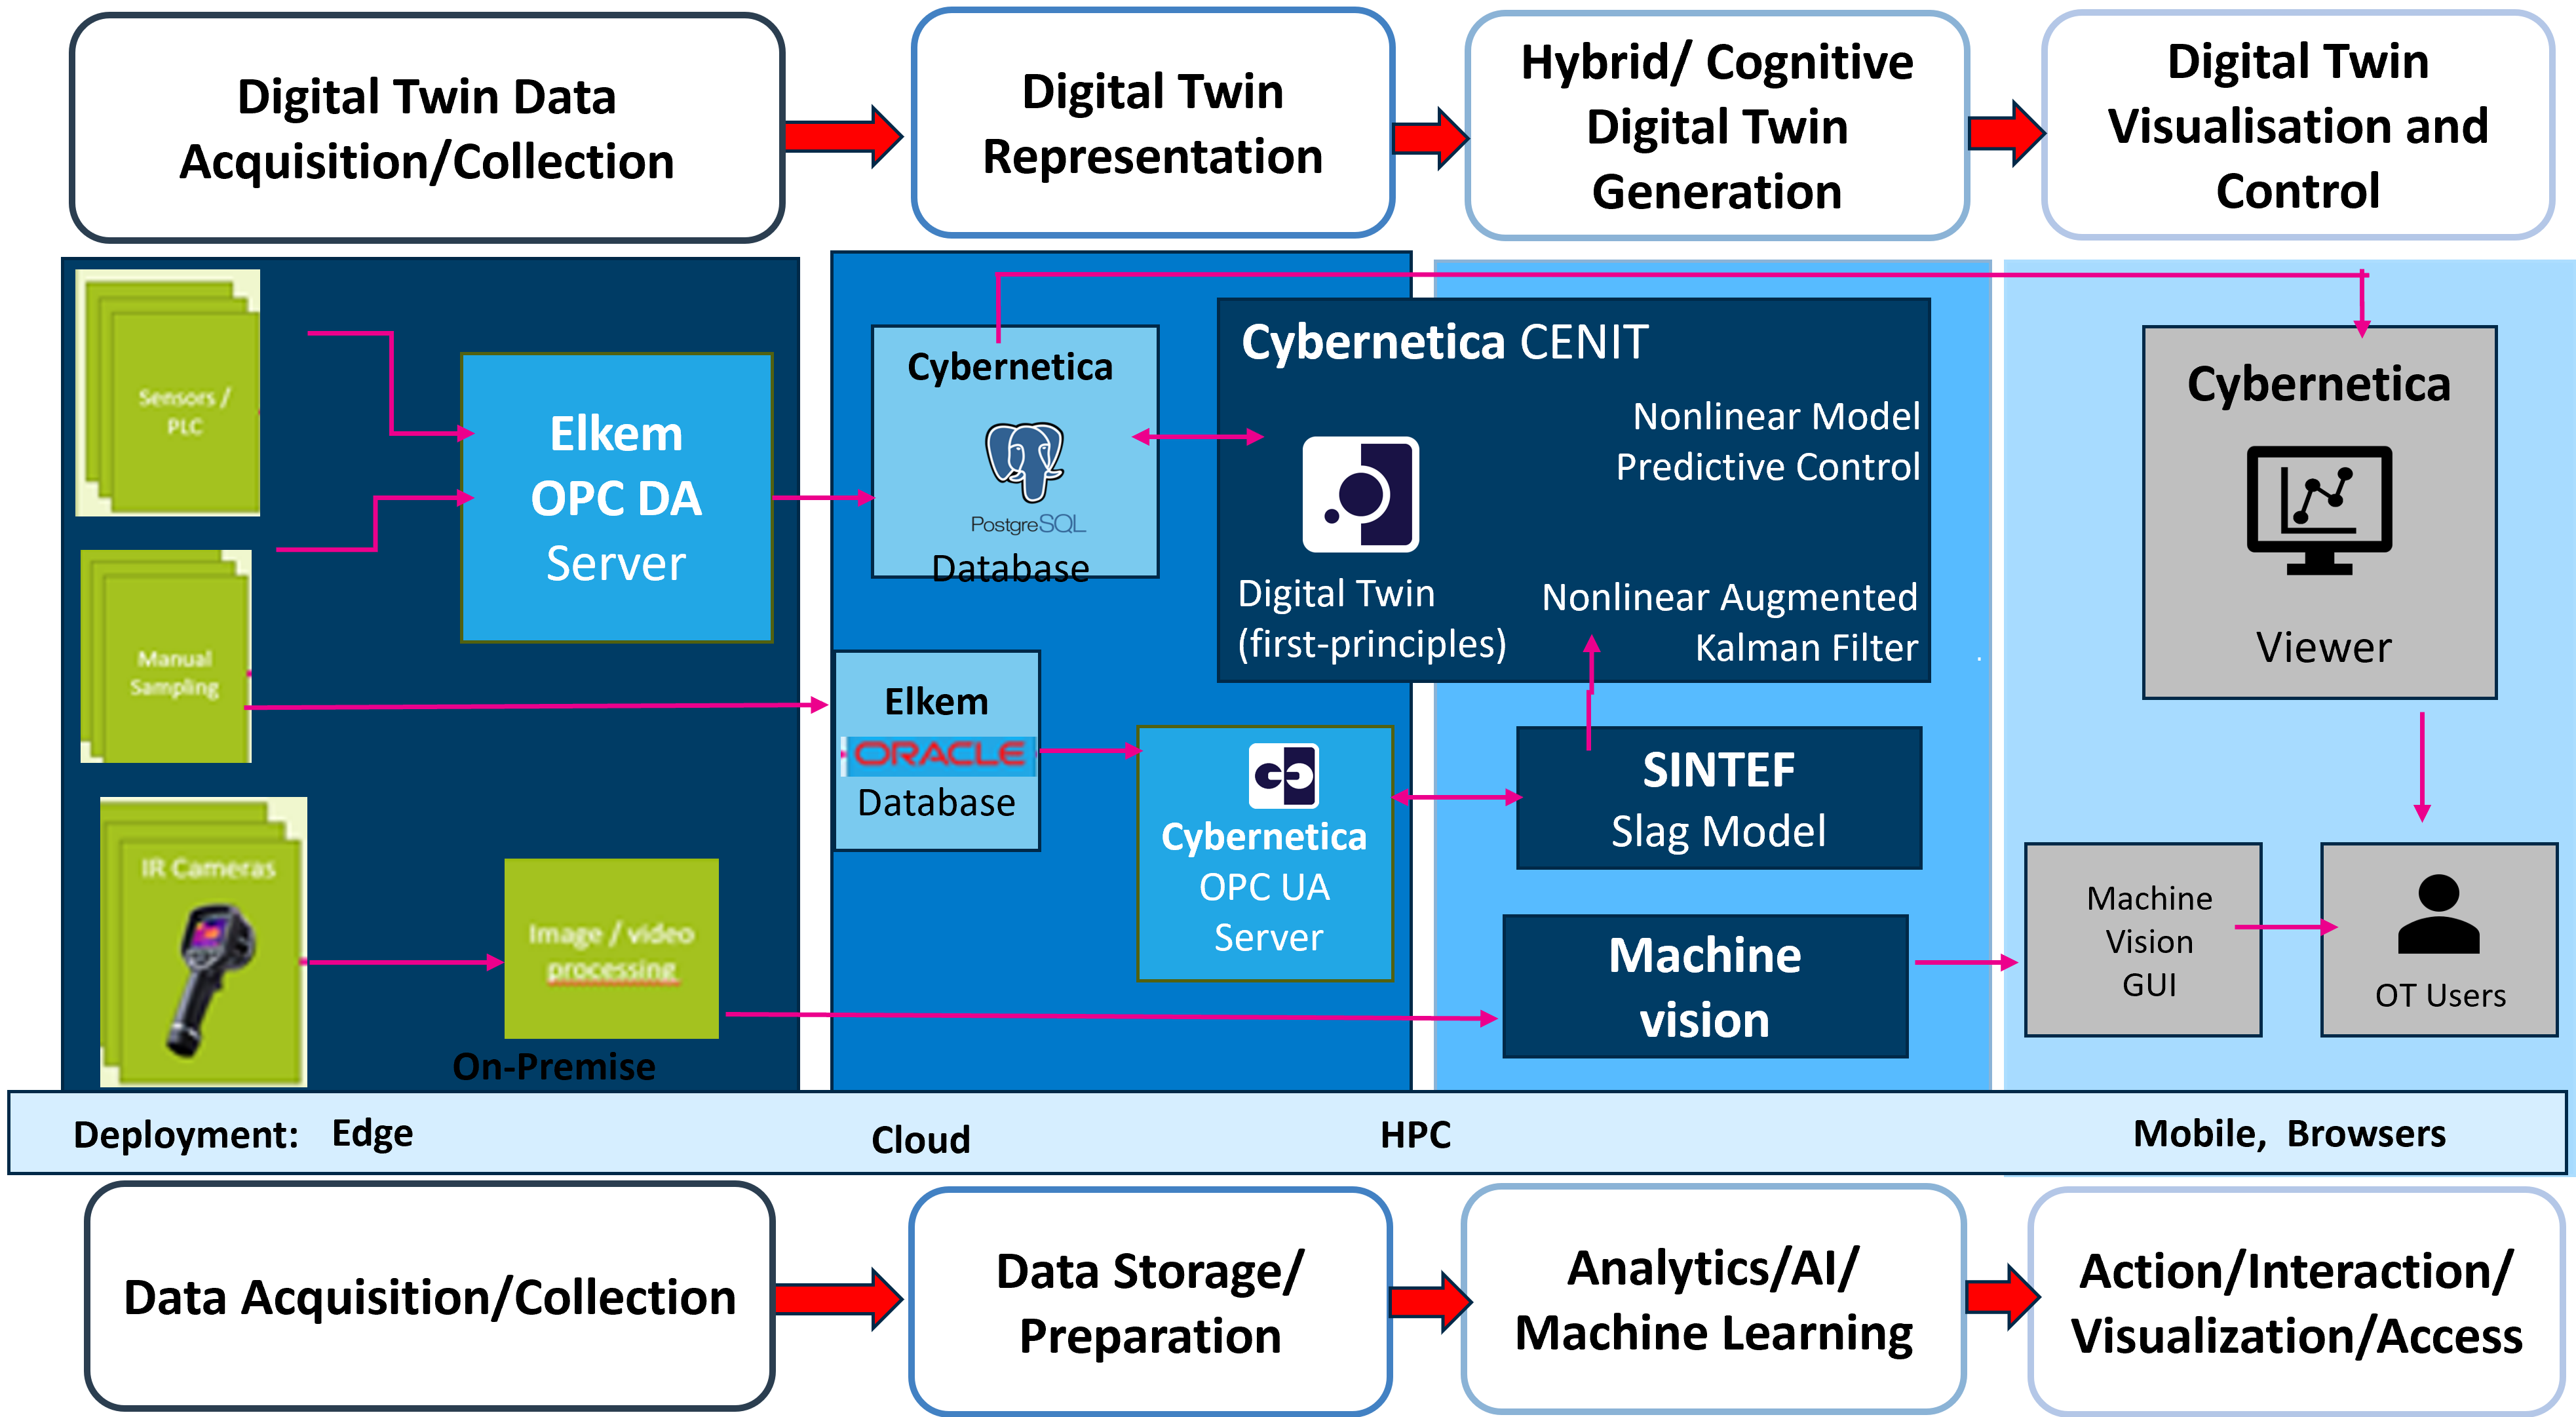 Digital Twin Data
Acquisition/Collection
Digital Twin
Representation
Hybrid/ Cognitive
Digital Twin
Generation
Digital Twin
Visualisation and
Control
Sensors /
PLC
Elkem
OPC DA
Server
Manual
Sampling
IR Cameras
Image / video
processing
On-Premise
Cybernetica
PostgreSQL
Database
Elkem
ORACLE
Database
Cybernetica
OPC UA
Server
Cybernetica CENIT
Nonlinear Model
Predictive Control
Digital Twin
(first-principles)
Nonlinear Augmented
Kalman Filter
.
SINTEF
Slag Model
Machine
vision
Cybernetica
Viewer
Machine
Vision
GUI
OT Users
Deployment: Edge
Cloud
HPC
Mobile, Browsers
Data Acquisition/Collection
Data Storage/
Preparation
Analytics/AI/
Machine Learning
Action/Interaction/
Visualization/Access